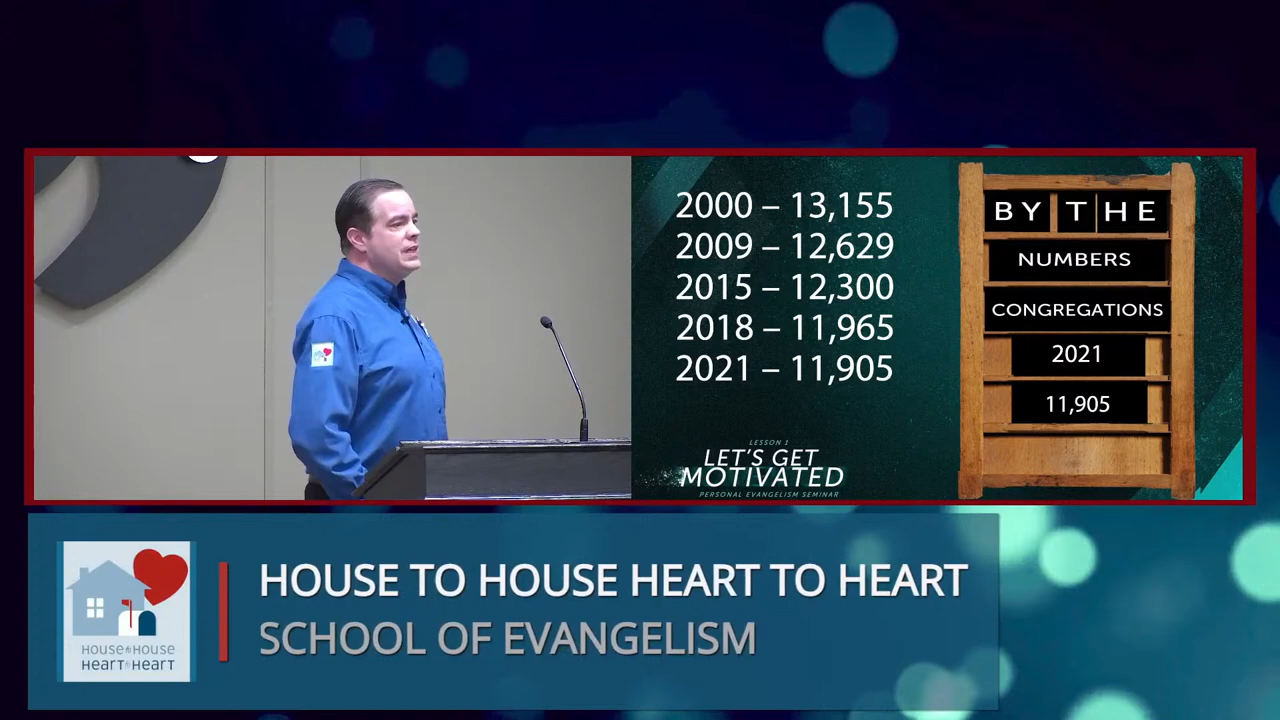 2000 – 13,155
2009 – 12,629
2015 – 12,300
2018 – 11,965
2021 – 11,905
LESSON 1
LET'S GET
MOTIVATED
PERSONAL EVANGELISM SEMINAR
BY THE
NUMBERS
CONGREGATIONS
2021
11,905
HOUSE TO HOUSE HEART TO HEART
SCHOOL OF EVANGELISM
HOUSE to HOUSE
HEART to HEART